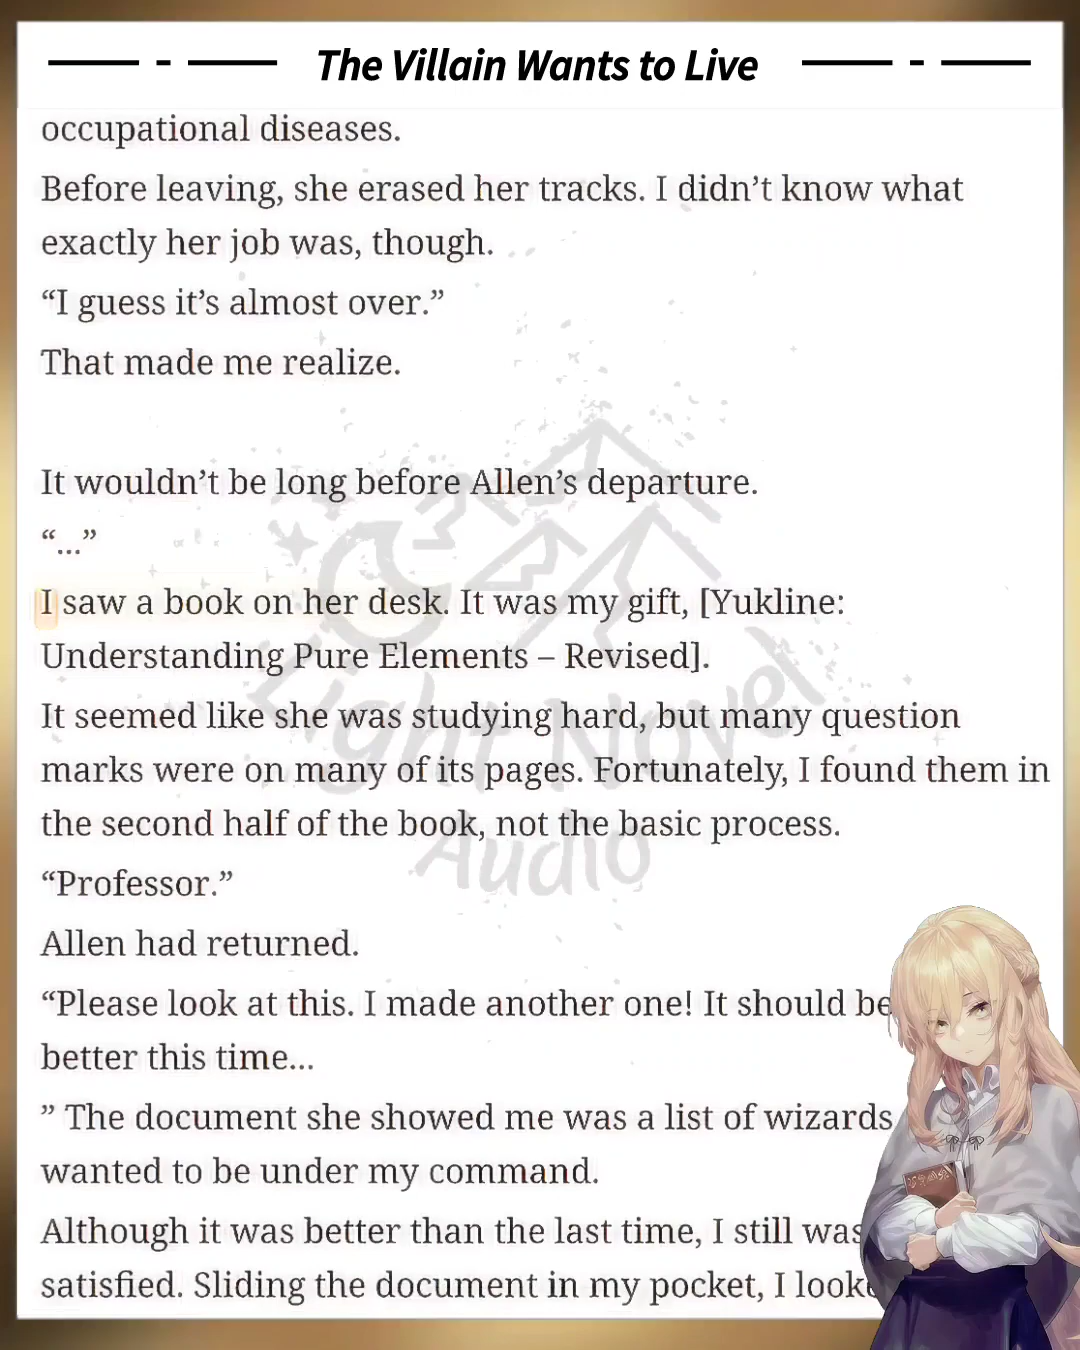 The Villain Wants to Live
occupational diseases.
Before leaving, she erased her tracks. I didn’t know what
exactly her job was, though.
“I guess it’s almost over.”
That made me realize.
It wouldn’t be long before Allen’s departure.
“...”
I saw a book on her desk. It was my gift, [Yukline:
Understanding Pure Elements – Revised].
It seemed like she was studying hard, but many question
marks were on many of its pages. Fortunately, I found them in
the second half of the book, not the basic process.
“Professor.”
Allen had returned.
“Please look at this. I made another one! It should be
better this time...
” The document she showed me was a list of wizards
wanted to be under my command.
Although it was better than the last time, I still was
satisfied. Sliding the document in my pocket, I look
Light Novel
Audio